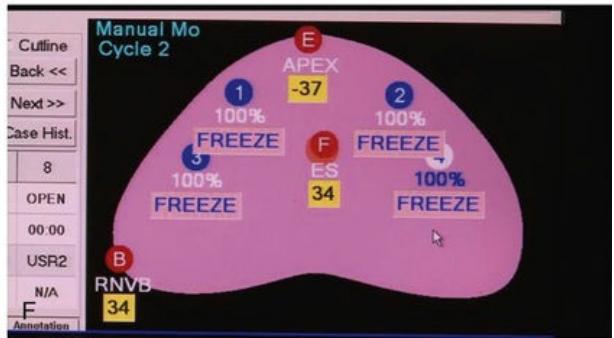 Cutline
Back <<
Next >>
Case Hist.
8
OPEN
00:00
USR2
N/A
F
Annotation
Manual Mo
Cycle 2
E
APEX
-37
1
100%
FREEZE
2
100%
FREEZE
F
ES
34
3
100%
FREEZE
4
100%
FREEZE
B
RNVB
34